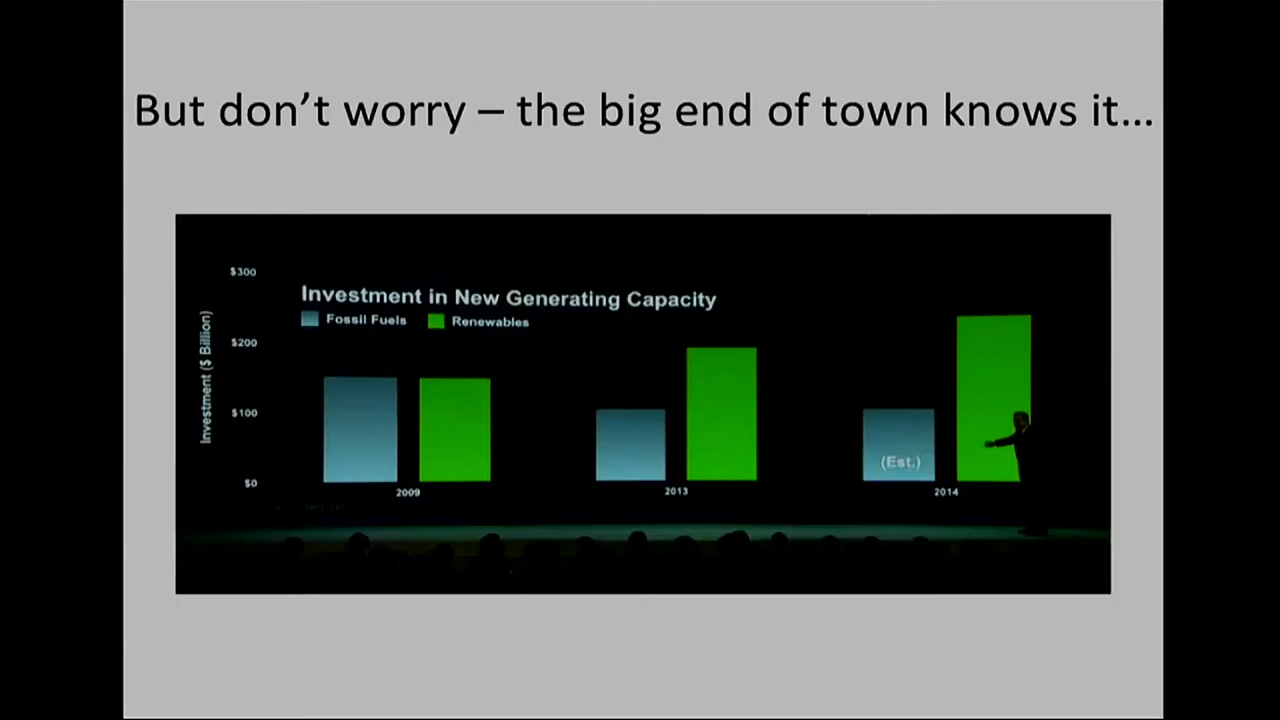 But don't worry – the big end of town knows it...
$300
Investment in New Generating Capacity
Fossil Fuels Renewables
$200
Investment ($ Billion)
$100
(Est.)
$0
2009 2013 2014